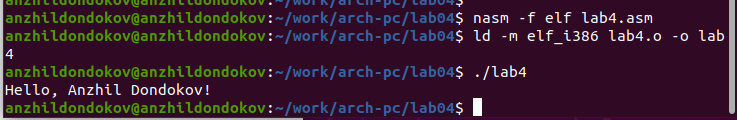 anzhildondokov@anzhildondokov:~/work/arch-pc/lab04$ nasm -f elf lab4.asm
anzhildondokov@anzhildondokov:~/work/arch-pc/lab04$ ld -m elf_i386 lab4.o -o lab
4
anzhildondokov@anzhildondokov:~/work/arch-pc/lab04$ ./lab4
Hello, Anzhil Dondokov!
anzhildondokov@anzhildondokov:~/work/arch-pc/lab04$